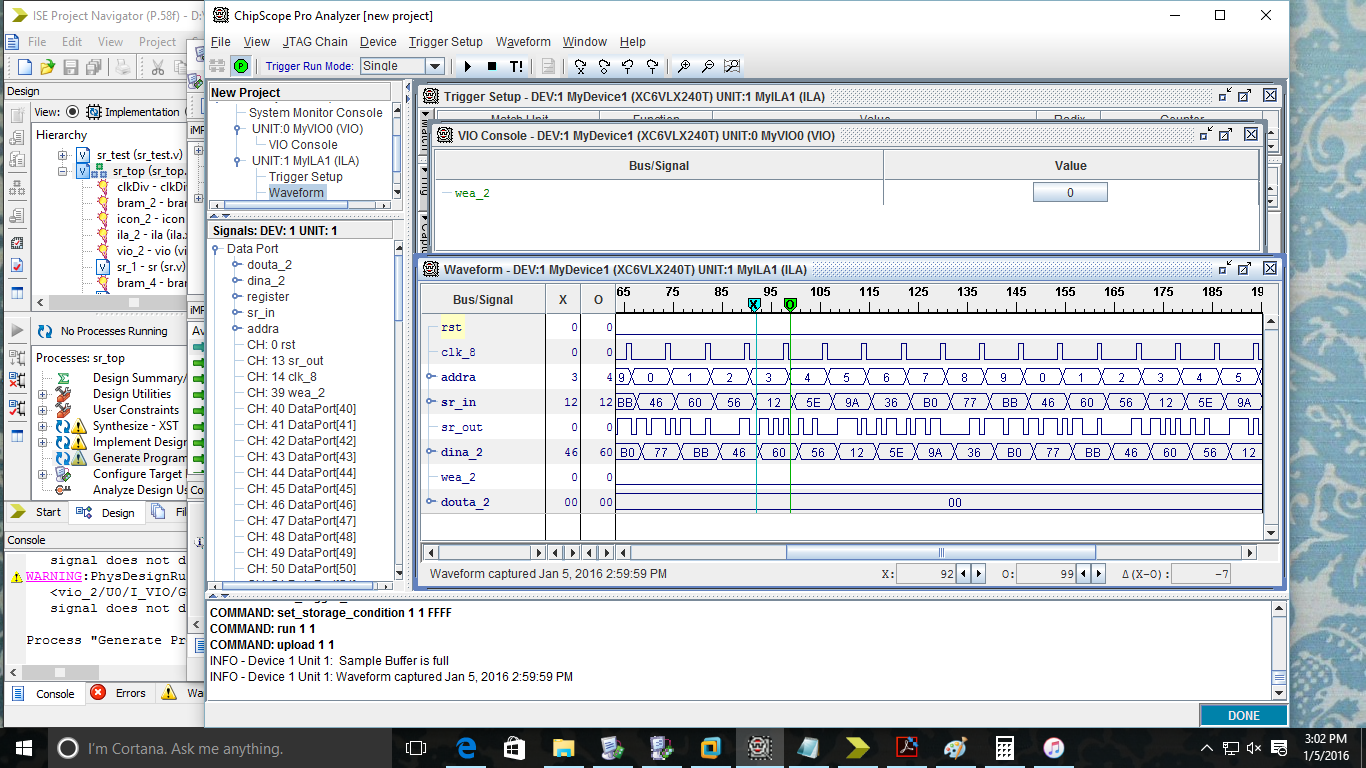 ISE Project Navigator (P.58f) - D:\
File Edit View Project
Design
View: Implementation
Hierarchy
sr_test (sr_test.v)
sr_top (sr_top.
clkDiv - clkDiv
bram_2 - bran
icon_2 - icon
ila_2 - ila (ila.x
vio_2 - vio (vi
sr_1 - sr (sr.v)
bram_4 - bran
No Processes Running
Processes: sr_top
Design Summary/
Design Utilities
User Constraints
Synthesize - XST
Implement Design
Generate Program
Configure Target
Analyze Design Us
Start Design Fil
Console
signal does not d
WARNING:PhysDesignRu
<vio_2/U0/I_VIO/G
signal does not d
Process "Generate Pr
Console Errors Wa
iMF
iMF
Av
Co
ChipScope Pro Analyzer [new project]
File View JTAG Chain Device Trigger Setup Waveform Window Help
P Trigger Run Mode: Single T!
New Project
System Monitor Console
UNIT:0 MyVIO0 (VIO)
VIO Console
UNIT:1 MyILA1 (ILA)
Trigger Setup
Waveform
Signals: DEV: 1 UNIT: 1
Data Port
douta_2
dina_2
register
sr_in
addra
CH: 0 rst
CH: 13 sr_out
CH: 14 clk_8
CH: 39 wea_2
CH: 40 DataPort[40]
CH: 41 DataPort[41]
CH: 42 DataPort[42]
CH: 43 DataPort[43]
CH: 44 DataPort[44]
CH: 45 DataPort[45]
CH: 46 DataPort[46]
CH: 47 DataPort[47]
CH: 48 DataPort[48]
CH: 49 DataPort[49]
CH: 50 DataPort[50]
Trigger Setup - DEV:1 MyDevice1 (XC6VLX240T) UNIT:1 MyILA1 (ILA)
Match Unit Function Value Radix Counter
VIO Console - DEV:1 MyDevice1 (XC6VLX240T) UNIT:0 MyVIO0 (VIO)
Bus/Signal Value
wea_2 0
Waveform - DEV:1 MyDevice1 (XC6VLX240T) UNIT:1 MyILA1 (ILA)
Bus/Signal X O 65 75 85 95 105 115 125 135 145 155 165 175 185 19
X O
rst 0 0
clk_8 0 0
addra 3 4 9 0 1 2 3 4 5 6 7 8 9 0 1 2 3 4 5
sr_in 12 12 BB 46 60 56 12 5E 9A 36 B0 77 BB 46 60 56 12 5E 9A
sr_out 0 0
dina_2 46 60 B0 77 BB 46 60 56 12 5E 9A 36 B0 77 BB 46 60 56 12
wea_2 0 0
douta_2 00 00 00
Waveform captured Jan 5, 2016 2:59:59 PM X: 92 O: 99 Δ(X-O): -7
COMMAND: set_storage_condition 1 1 FFFF
COMMAND: run 1 1
COMMAND: upload 1 1
INFO - Device 1 Unit 1: Sample Buffer is full
INFO - Device 1 Unit 1: Waveform captured Jan 5, 2016 2:59:59 PM
DONE
I'm Cortana. Ask me anything.
3:02 PM
1/5/2016